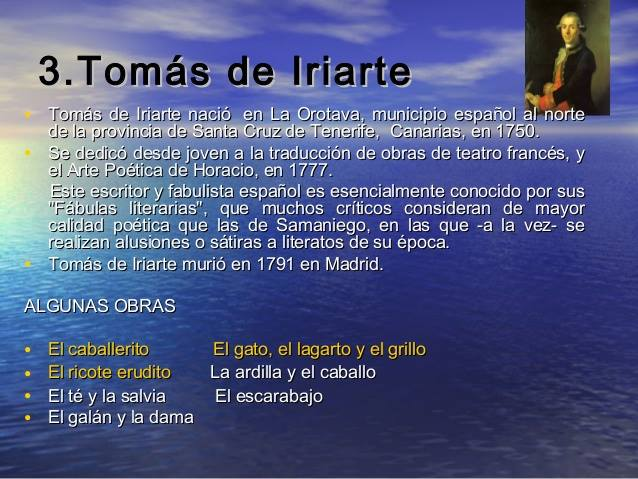 3.Tomás de Iriarte
• Tomás de Iriarte nació en La Orotava, municipio español al norte
de la provincia de Santa Cruz de Tenerife, Canarias, en 1750.
• Se dedicó desde joven a la traducción de obras de teatro francés, y
el Arte Poética de Horacio, en 1777.
Este escritor y fabulista español es esencialmente conocido por sus
"Fábulas literarias", que muchos críticos consideran de mayor
calidad poética que las de Samaniego, en las que -a la vez- se
realizan alusiones o sátiras a literatos de su época.
• Tomás de Iriarte murió en 1791 en Madrid.
ALGUNAS OBRAS
• El caballerito El gato, el lagarto y el grillo
• El ricote erudito La ardilla y el caballo
• El té y la salvia El escarabajo
• El galán y la dama